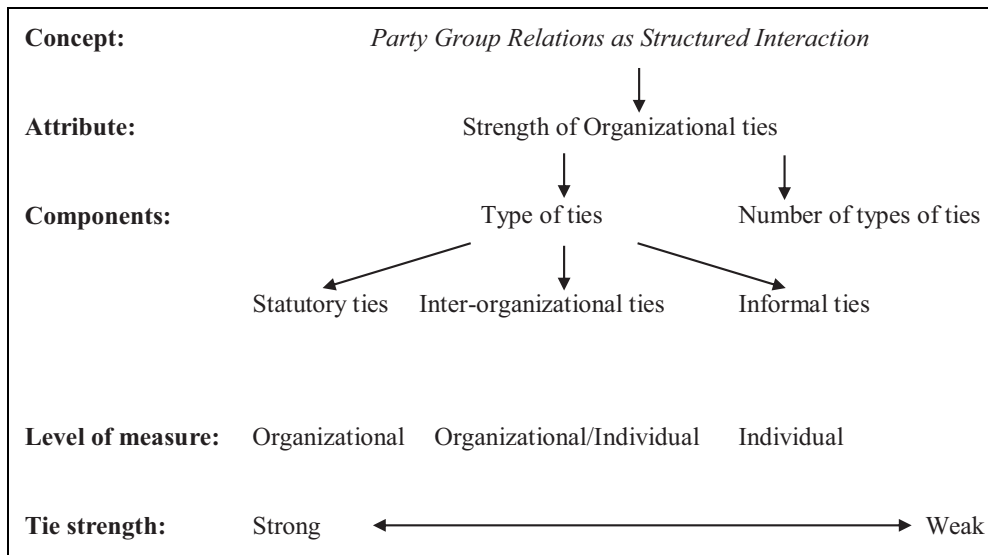 Concept: Party Group Relations as Structured Interaction
Attribute: Strength of Organizational ties
Components: Type of ties Number of types of ties
Statutory ties Inter-organizational ties Informal ties
Level of measure: Organizational Organizational/Individual Individual
Tie strength: Strong Weak